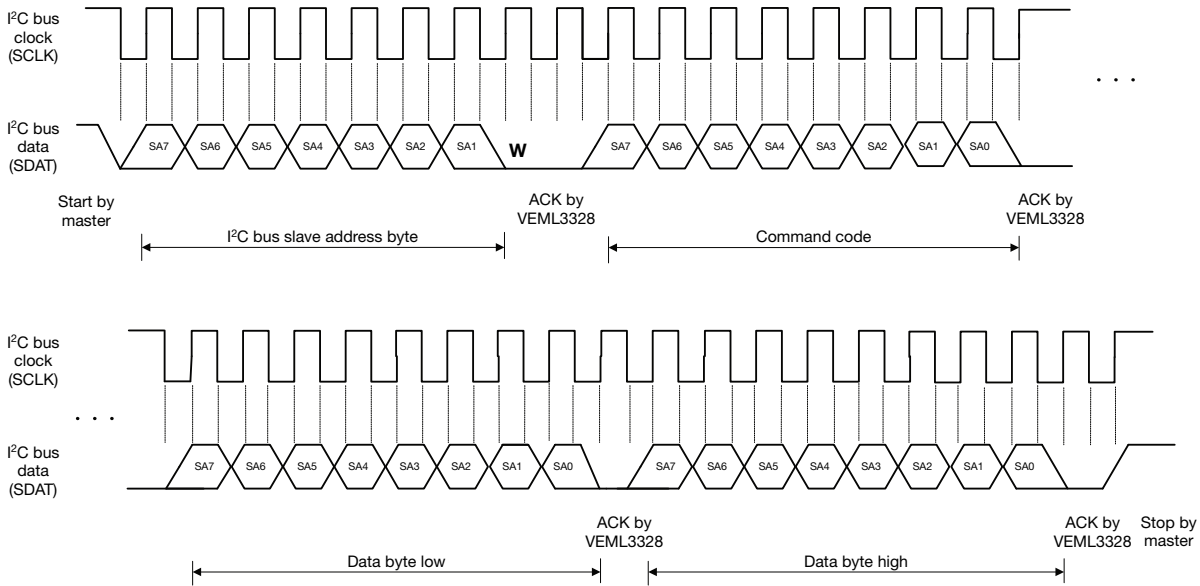 I²C bus
clock
(SCLK)
. . .
I²C bus
data
(SDAT)
SA7 SA6 SA5 SA4 SA3 SA2 SA1 W SA7 SA6 SA5 SA4 SA3 SA2 SA1 SA0
Start by
master
ACK by
VEML3328
ACK by
VEML3328
I²C bus slave address byte
Command code
I²C bus
clock
(SCLK)
. . .
I²C bus
data
(SDAT)
SA7 SA6 SA5 SA4 SA3 SA2 SA1 SA0 SA7 SA6 SA5 SA4 SA3 SA2 SA1 SA0
ACK by
VEML3328
ACK by
VEML3328
Stop by
master
Data byte low
Data byte high